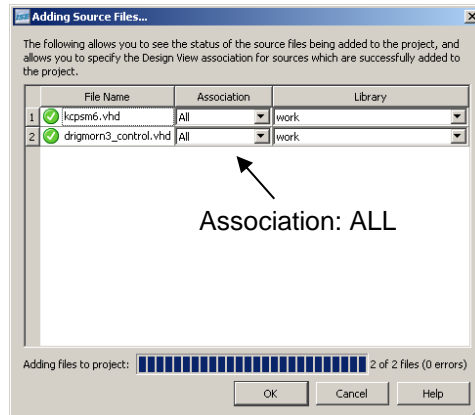 Adding Source Files...
The following allows you to see the status of the source files being added to the project, and
allows you to specify the Design View association for sources which are successfully added to
the project.
File Name Association Library
1 kcpsm6.vhd All work
2 drigmorn3_control.vhd All work
Association: ALL
Adding files to project: 2 of 2 files (0 errors)
OK Cancel Help